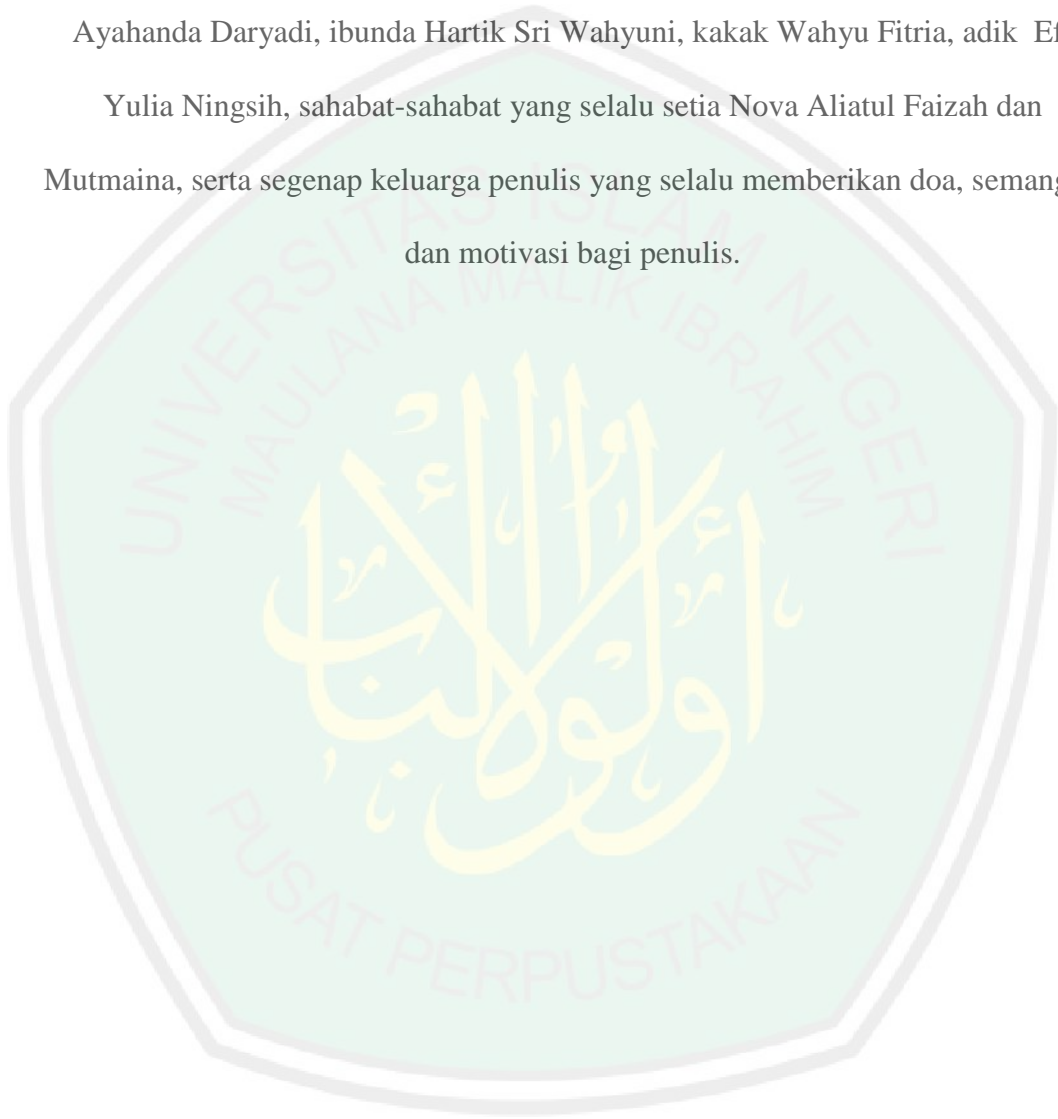 Ayahanda Daryadi, ibunda Hartik Sri Wahyuni, kakak Wahyu Fitria, adik
Yulia Ningsih, sahabat-sahabat yang selalu setia Nova Aliatul Faizah dan
Mutmaina, serta segenap keluarga penulis yang selalu memberikan doa,
dan motivasi bagi penulis.
UNIVERSITAS ISLAM NEGERI
MAULANA MALIK IBRAHIM
أولوا الألباب
PUSAT PERPUSTAKAAN